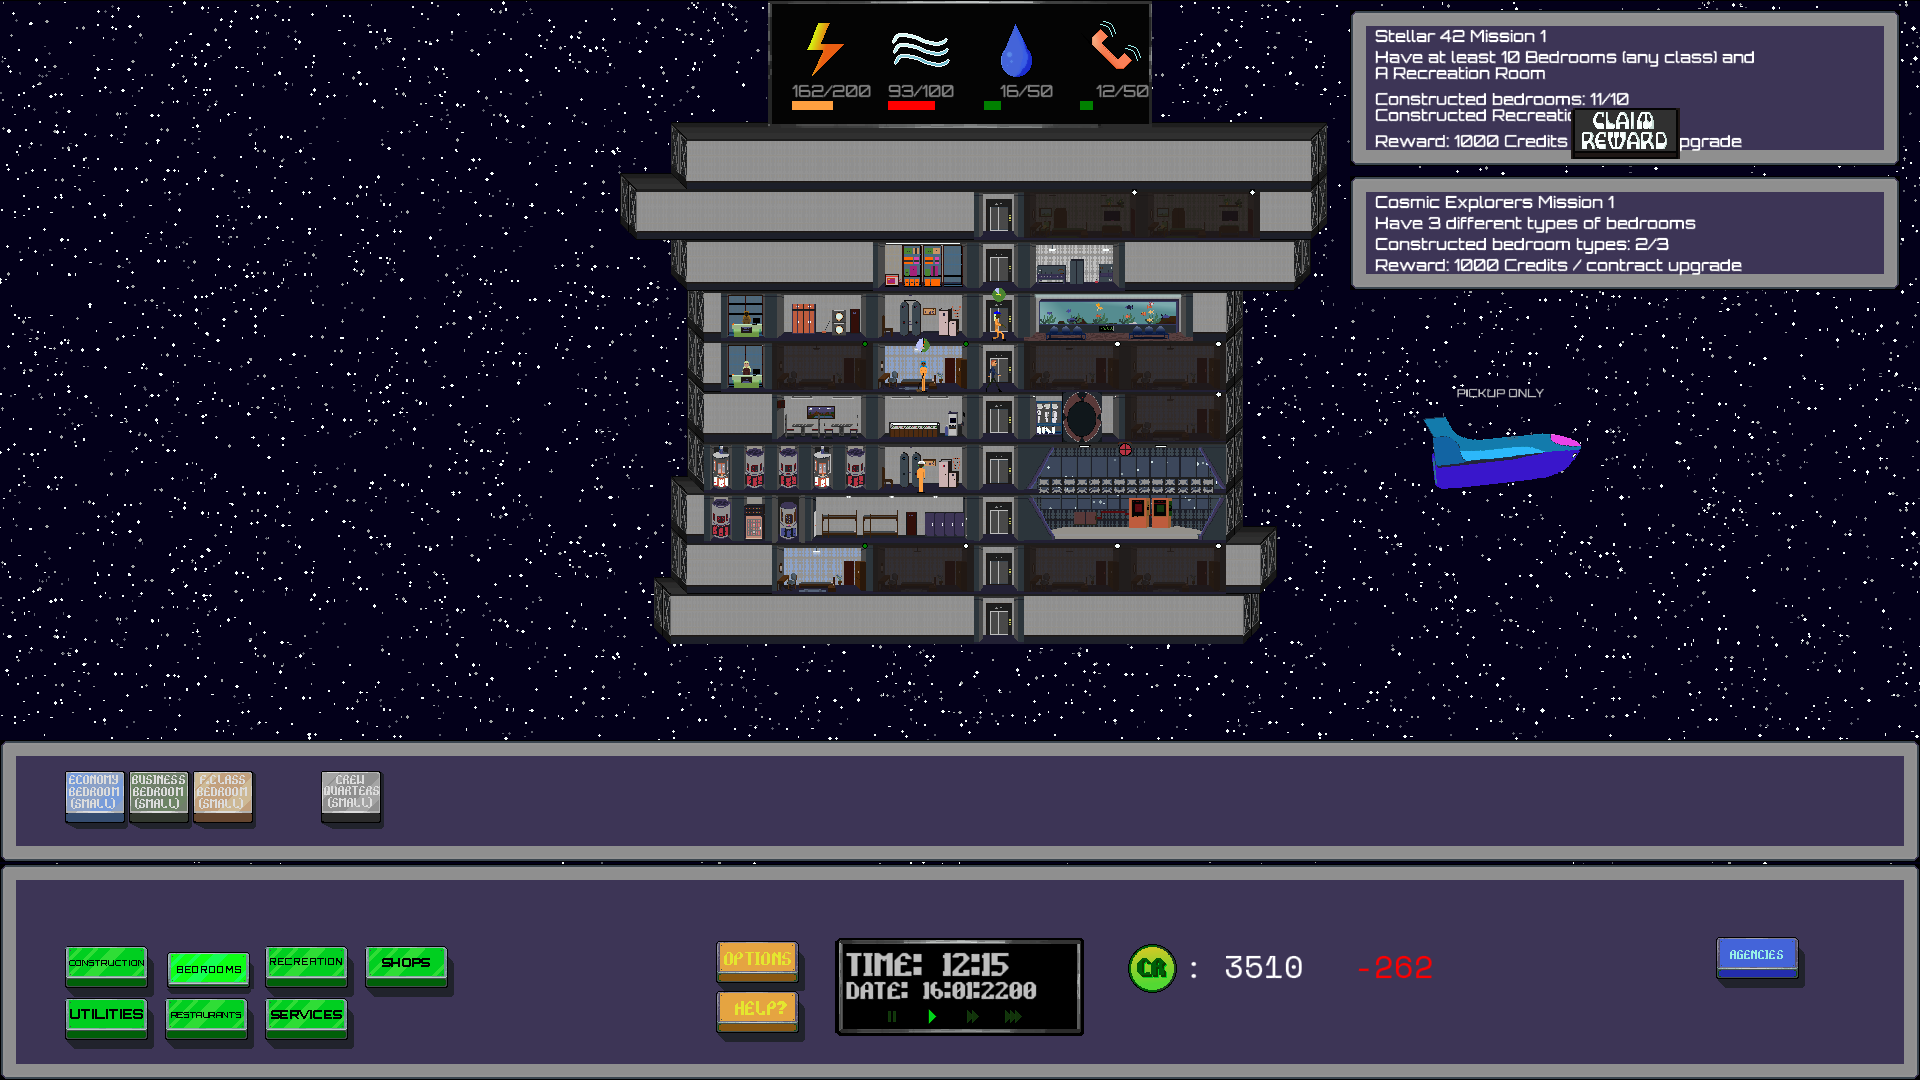 162/200
93/100
16/50
12/50
Stellar 42 Mission 1
Have at least 10 Bedrooms (any class) and
A Recreation Room
Constructed bedrooms: 11/10
Constructed Recreati
Reward: 1000 Credits
pgrade
CLAIM
REWARD
Cosmic Explorers Mission 1
Have 3 different types of bedrooms
Constructed bedroom types: 2/3
Reward: 1000 Credits / contract upgrade
PICKUP ONLY
ECONOMY
BEDROOM
(SMALL)
BUSINESS
BEDROOM
(SMALL)
F.CLASS
BEDROOM
(SMALL)
CREW
QUARTERS
(SMALL)
CONSTRUCTION
BEDROOMS
RECREATION
SHOPS
UTILITIES
RESTAURANTS
SERVICES
OPTIONS
HELP?
TIME: 12:15
DATE: 16:01:2200
CR : 3510 -262
AGENCIES